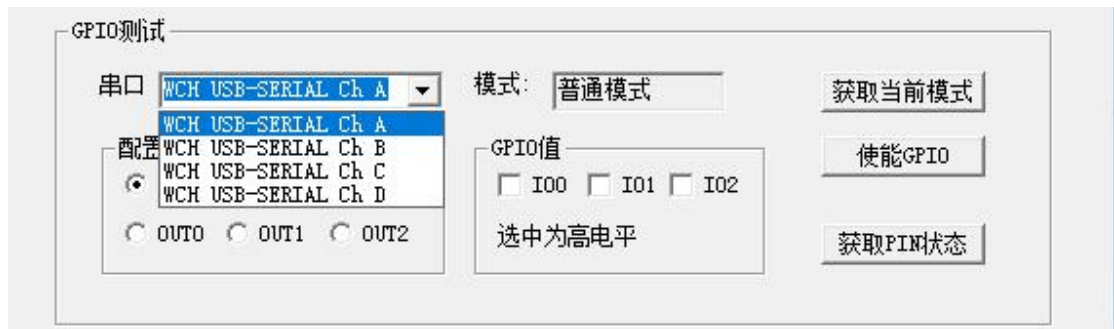 GPIO测试
串口 WCH USB-SERIAL Ch A 模式: 普通模式 获取当前模式
WCH USB-SERIAL Ch A
WCH USB-SERIAL Ch B
WCH USB-SERIAL Ch C
WCH USB-SERIAL Ch D
配置
GPIO值 使能GPIO
IO0 IO1 IO2
OUT0 OUT1 OUT2 选中为高电平 获取PIN状态